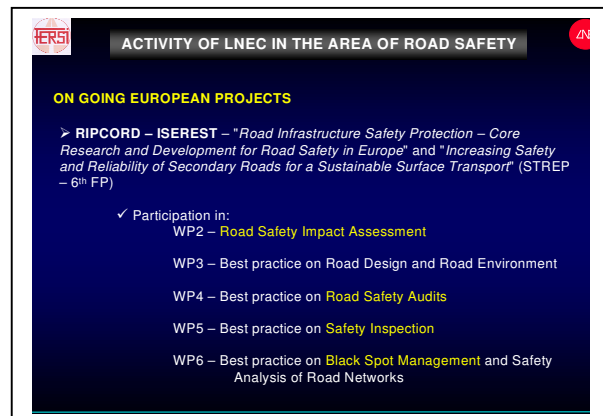 FERSI
ACTIVITY OF LNEC IN THE AREA OF ROAD SAFETY
LNE
ON GOING EUROPEAN PROJECTS
➢ RIPCORD – ISEREST – "Road Infrastructure Safety Protection – Core
Research and Development for Road Safety in Europe" and "Increasing Safety
and Reliability of Secondary Roads for a Sustainable Surface Transport" (STREP
– 6th FP)
✓ Participation in:
WP2 – Road Safety Impact Assessment
WP3 – Best practice on Road Design and Road Environment
WP4 – Best practice on Road Safety Audits
WP5 – Best practice on Safety Inspection
WP6 – Best practice on Black Spot Management and Safety
Analysis of Road Networks